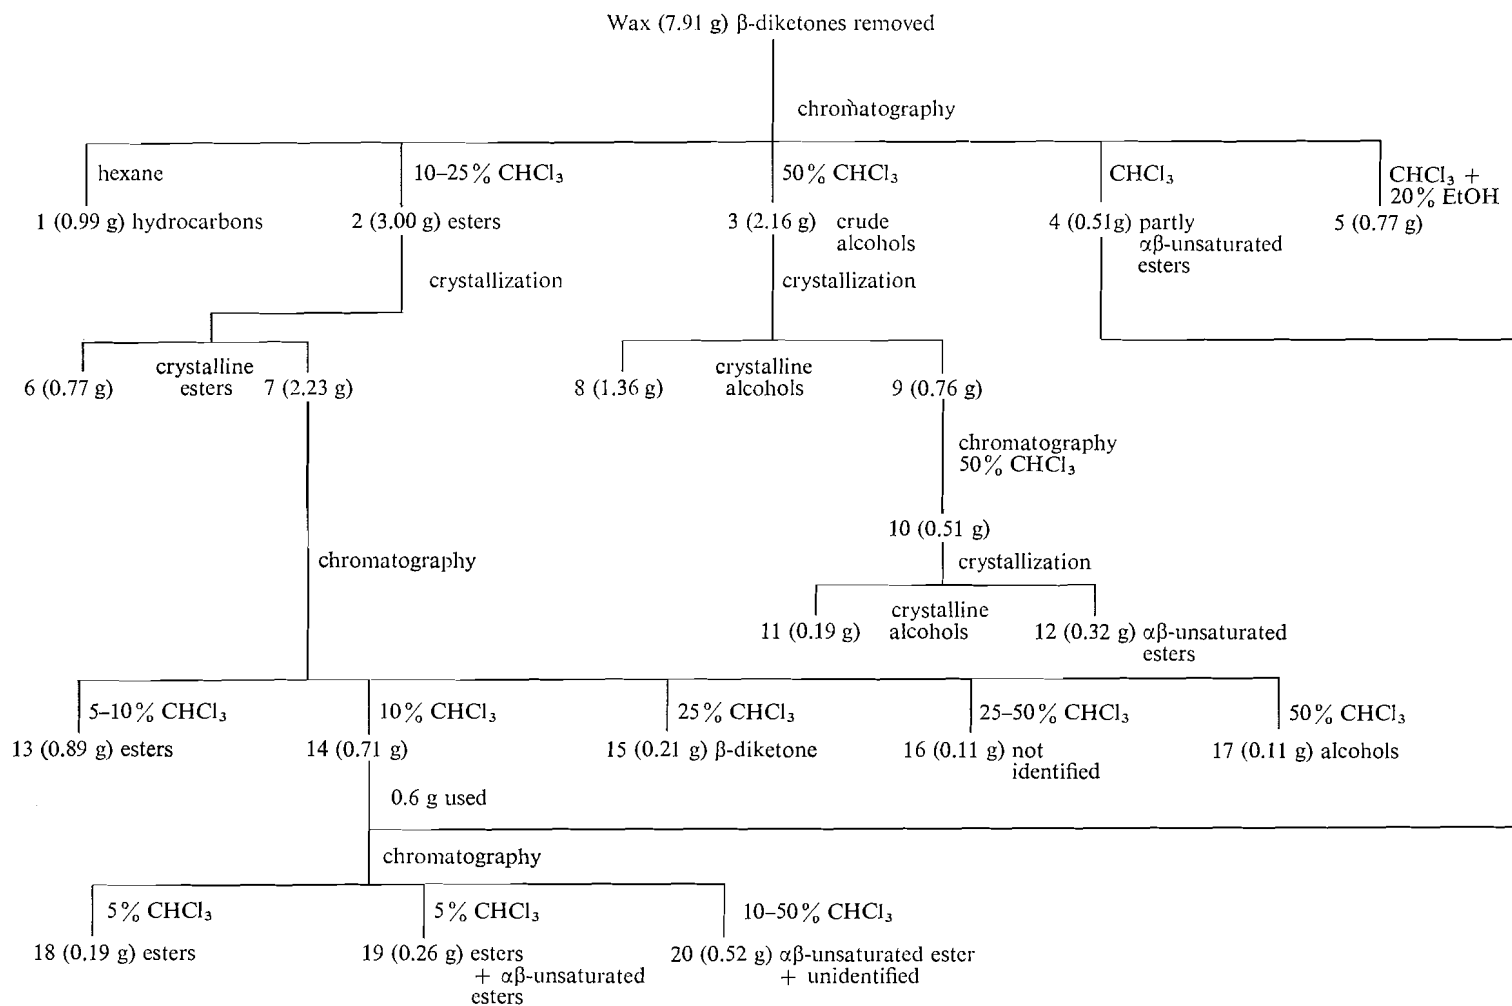 Wax (7.91 g) β-diketones removed
chromatography
hexane
10–25% CHCl₃
50% CHCl₃
CHCl₃
CHCl₃ +
20% EtOH
1 (0.99 g) hydrocarbons
2 (3.00 g) esters
3 (2.16 g) crude
alcohols
4 (0.51g) partly
αβ-unsaturated
esters
5 (0.77 g)
crystallization
crystallization
6 (0.77 g)
crystalline
esters
7 (2.23 g)
8 (1.36 g)
crystalline
alcohols
9 (0.76 g)
chromatography
50% CHCl₃
10 (0.51 g)
crystallization
11 (0.19 g)
crystalline
alcohols
12 (0.32 g) αβ-unsaturated
esters
chromatography
5–10% CHCl₃
10% CHCl₃
25% CHCl₃
25–50% CHCl₃
50% CHCl₃
13 (0.89 g) esters
14 (0.71 g)
15 (0.21 g) β-diketone
16 (0.11 g) not
identified
17 (0.11 g) alcohols
0.6 g used
chromatography
5% CHCl₃
5% CHCl₃
10–50% CHCl₃
18 (0.19 g) esters
19 (0.26 g) esters
+ αβ-unsaturated
esters
20 (0.52 g) αβ-unsaturated ester
+ unidentified